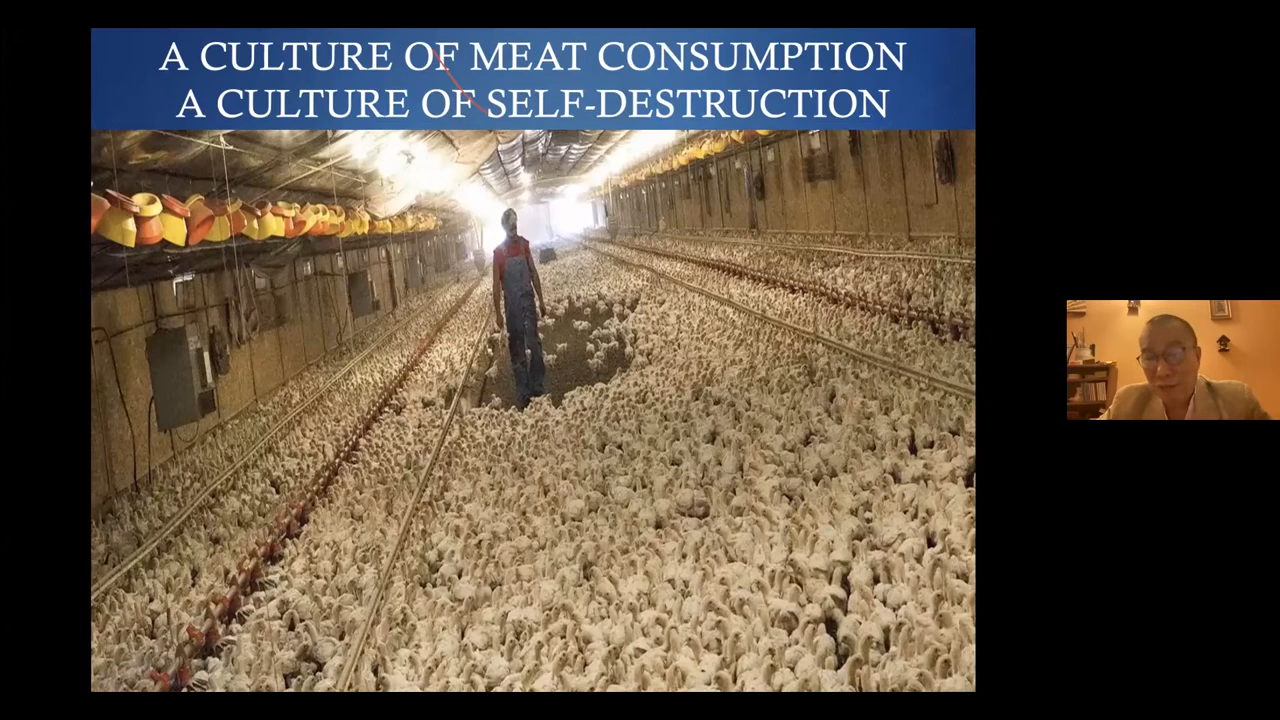 A CULTURE OF MEAT CONSUMPTION
A CULTURE OF SELF-DESTRUCTION